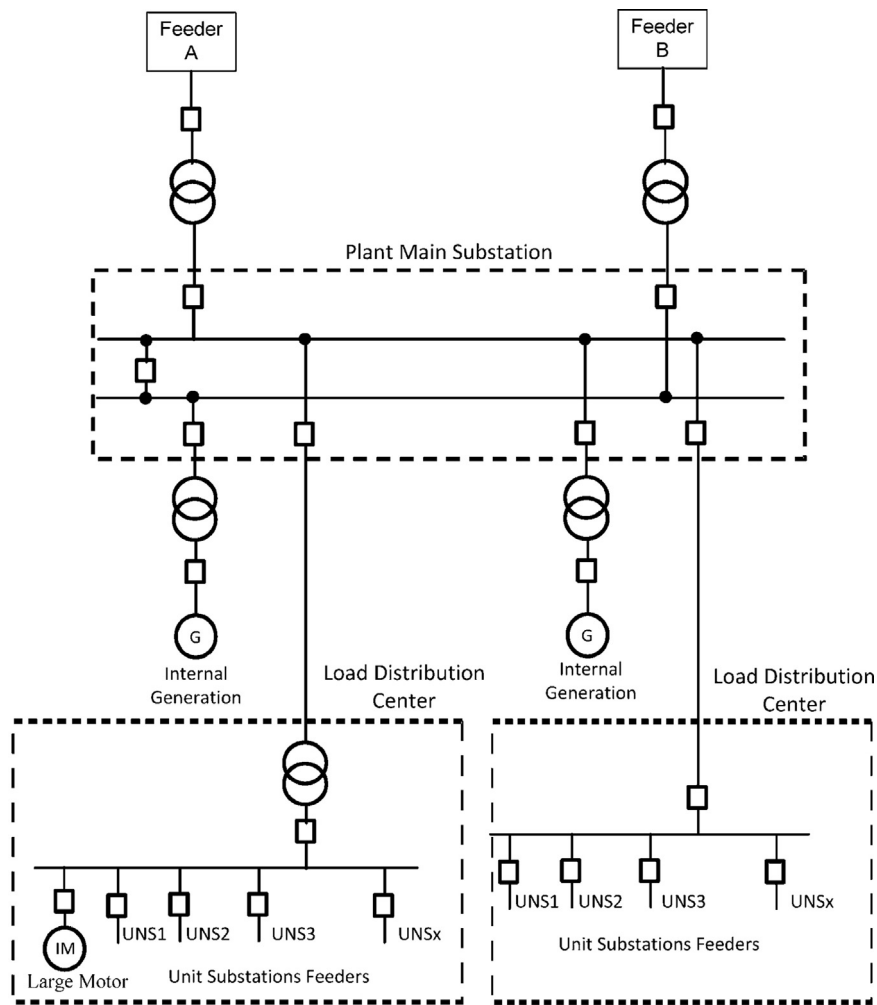 Feeder
A
Feeder
B
Plant Main Substation
G
Internal
Generation
G
Internal
Generation
Load Distribution
Center
Load Distribution
Center
UNS1
UNS2
UNS3
UNSx
IM
Large Motor
Unit Substations Feeders
UNS1
UNS2
UNS3
UNSx
Unit Substations Feeders